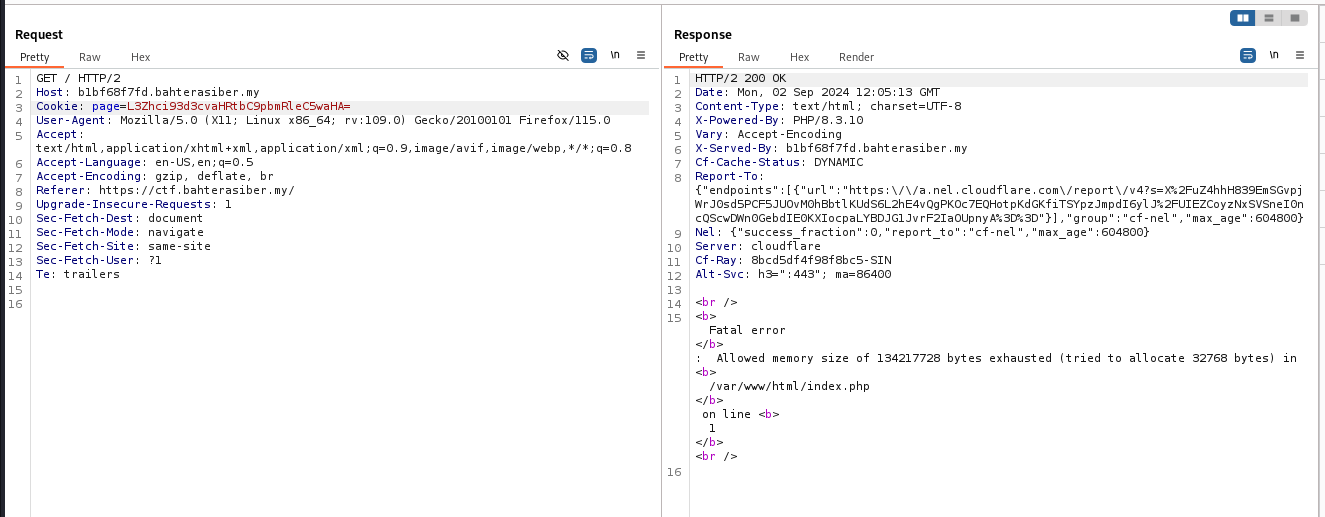 Request
Pretty Raw Hex \n
1 GET / HTTP/2
2 Host: b1bf68f7fd.bahterasiber.my
3 Cookie: page=L3Zhci93d3cvaHRtbC9pbmRleC5waHA=
4 User-Agent: Mozilla/5.0 (X11; Linux x86_64; rv:109.0) Gecko/20100101 Firefox/115.0
5 Accept:
text/html,application/xhtml+xml,application/xml;q=0.9,image/avif,image/webp,*/*;q=0.8
6 Accept-Language: en-US,en;q=0.5
7 Accept-Encoding: gzip, deflate, br
8 Referer: https://ctf.bahterasiber.my/
9 Upgrade-Insecure-Requests: 1
10 Sec-Fetch-Dest: document
11 Sec-Fetch-Mode: navigate
12 Sec-Fetch-Site: same-site
13 Sec-Fetch-User: ?1
14 Te: trailers
15
16
Response
Pretty Raw Hex Render \n
1 HTTP/2 200 OK
2 Date: Mon, 02 Sep 2024 12:05:13 GMT
3 Content-Type: text/html; charset=UTF-8
4 X-Powered-By: PHP/8.3.10
5 Vary: Accept-Encoding
6 X-Served-By: b1bf68f7fd.bahterasiber.my
7 Cf-Cache-Status: DYNAMIC
8 Report-To:
{"endpoints":[{"url":"https:\/\/a.nel.cloudflare.com\/report\/v4?s=X%2FuZ4hhH839EmSGvpj
WrJ0sd5PCF5JUOvM0hBbtlKUdS6L2hE4vQgPKOc7EQHotpKdGKfiTSYpzJmpdI6ylJ%2FUIEZCoyzNxSVSneIOn
cQScwDWnOGebdIEOKXIocpaLYBDJG1JvrF2IaOUpnyA%3D%3D"}],"group":"cf-nel","max_age":604800}
9 Nel: {"success_fraction":0,"report_to":"cf-nel","max_age":604800}
10 Server: cloudflare
11 Cf-Ray: 8bcd5df4f98f8bc5-SIN
12 Alt-Svc: h3=":443"; ma=86400
13
14 <br />
15 <b>
Fatal error
</b>
: Allowed memory size of 134217728 bytes exhausted (tried to allocate 32768 bytes) in
<b>
/var/www/html/index.php
</b>
on line <b>
1
</b>
<br />
16